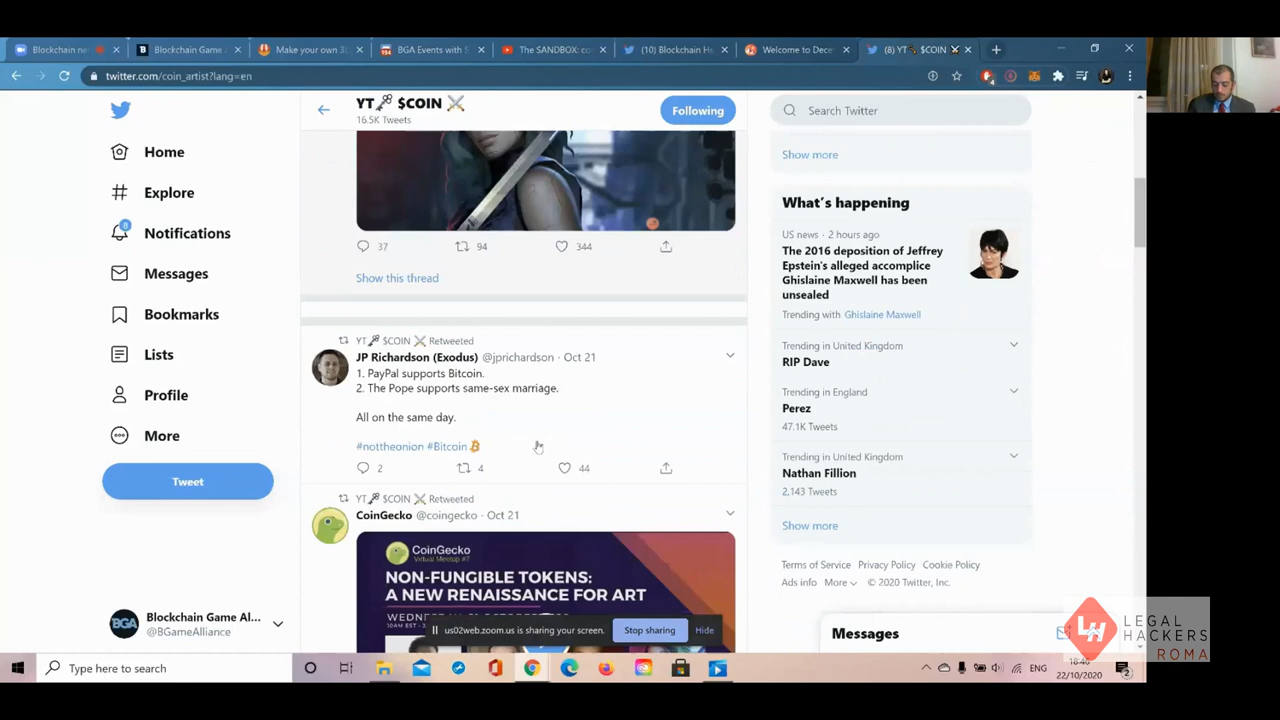 Blockchain ne
Blockchain Game
Make your own 3
BGA Events with S
The SANDBOX: co
(10) Blockchain He
Welcome to Dece
(8) YT $COIN
twitter.com/coin_artist?lang=en
YT $COIN
16.5K Tweets
Following
Search Twitter
Home
Explore
Notifications
Messages
Bookmarks
Lists
Profile
More
Tweet
Blockchain Game Al...
@BGameAlliance
37
94
344
Show this thread
YT $COIN Retweeted
JP Richardson (Exodus) @jprichardson · Oct 21
1. PayPal supports Bitcoin.
2. The Pope supports same-sex marriage.
All on the same day.
#nottheonion #Bitcoin
2
4
44
YT $COIN Retweeted
CoinGecko @coingecko · Oct 21
CoinGecko
Virtual Meetup #7
NON-FUNGIBLE TOKENS:
A NEW RENAISSANCE FOR ART
us02web.zoom.us is sharing your screen.
Stop sharing
Hide
Show more
What's happening
US news · 2 hours ago
The 2016 deposition of Jeffrey
Epstein's alleged accomplice
Ghislaine Maxwell has been
unsealed
Trending with Ghislaine Maxwell
Trending in United Kingdom
RIP Dave
Trending in England
Perez
47.1K Tweets
Trending in United Kingdom
Nathan Fillion
2,143 Tweets
Show more
Terms of Service Privacy Policy Cookie Policy
Ads info More © 2020 Twitter, Inc.
Messages
LEGAL
HACKERS
ROMA
Type here to search
ENG
18:46
22/10/2020